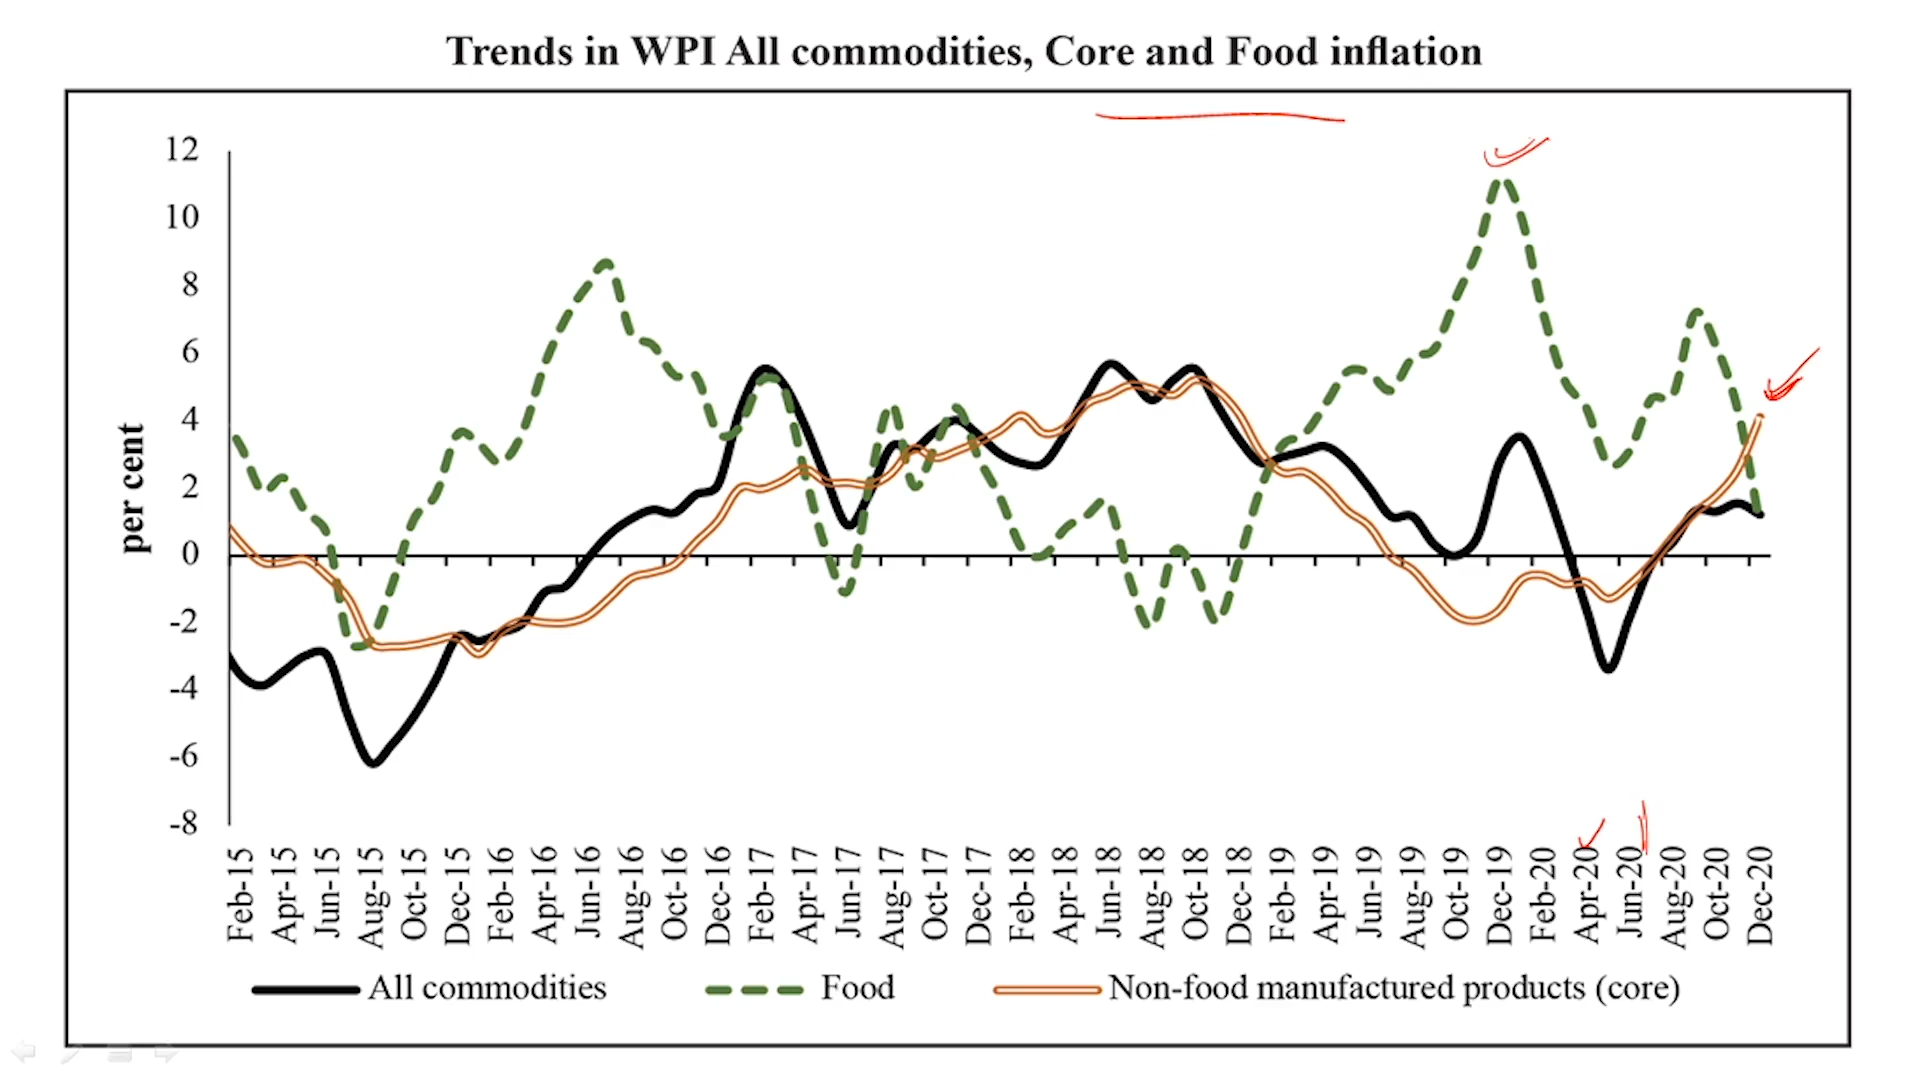 Trends in WPI All commodities, Core and Food inflation
12
10
8
6
4
2
0
-2
-4
-6
-8
per cent
Feb-15 Apr-15 Jun-15 Aug-15 Oct-15 Dec-15 Feb-16 Apr-16 Jun-16 Aug-16 Oct-16 Dec-16 Feb-17 Apr-17 Jun-17 Aug-17 Oct-17 Dec-17 Feb-18 Apr-18 Jun-18 Aug-18 Oct-18 Dec-18 Feb-19 Apr-19 Jun-19 Aug-19 Oct-19 Dec-19 Feb-20 Apr-20 Jun-20 Aug-20 Oct-20 Dec-20
All commodities Food Non-food manufactured products (core)